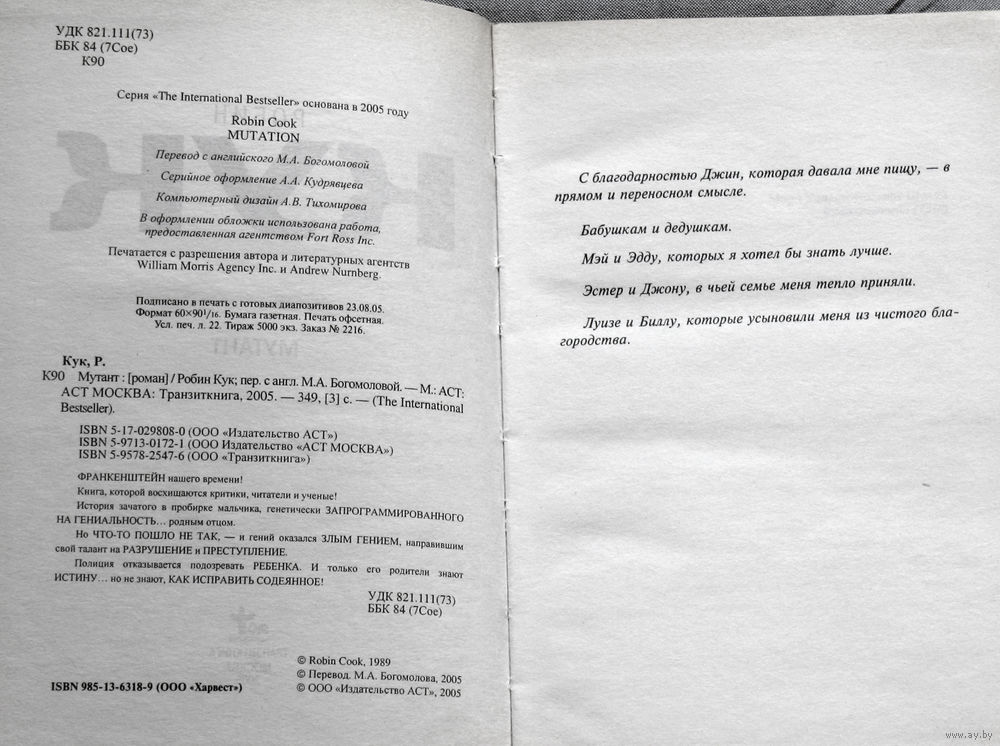 УДК 821.111(73)
ББК 84 (7Сое)
К90
Серия «The International Bestseller» основана в 2005 году
Robin Cook
MUTATION
Перевод с английского М.А. Богомоловой
Серийное оформление А.А. Кудрявцева
Компьютерный дизайн А.В. Тихомирова
В оформлении обложки использована работа,
предоставленная агентством Fort Ross Inc.
Печатается с разрешения автора и литературных агентств
William Morris Agency Inc. и Andrew Nurnberg.
Подписано в печать с готовых диапозитивов 23.08.05.
Формат 60×90 1/16. Бумага газетная. Печать офсетная.
Усл. печ. л. 22. Тираж 5000 экз. Заказ № 2216.
Кук, Р.
К90 Мутант : [роман] / Робин Кук; пер. с англ. М.А. Богомоловой. — М.: АСТ:
АСТ МОСКВА: Транзиткнига, 2005. — 349, [3] с. — (The International
Bestseller).
ISBN 5-17-029808-0 (ООО «Издательство АСТ»)
ISBN 5-9713-0172-1 (ООО Издательство «АСТ МОСКВА»)
ISBN 5-9578-2547-6 (ООО «Транзиткнига»)
ФРАНКЕНШТЕЙН нашего времени!
Книга, которой восхищаются критики, читатели и ученые!
История зачатого в пробирке мальчика, генетически ЗАПРОГРАММИРОВАННОГО
НА ГЕНИАЛЬНОСТЬ... родным отцом.
Но ЧТО-ТО ПОШЛО НЕ ТАК, — и гений оказался ЗЛЫМ ГЕНИЕМ, направившим
свой талант на РАЗРУШЕНИЕ и ПРЕСТУПЛЕНИЕ.
Полиция отказывается подозревать РЕБЕНКА. И только его родители знают
ИСТИНУ... но не знают, КАК ИСПРАВИТЬ СОДЕЯННОЕ!
УДК 821.111(73)
ББК 84 (7Сое)
© Robin Cook, 1989
© Перевод. М.А. Богомолова, 2005
ISBN 985-13-6318-9 (ООО «Харвест») © ООО «Издательство АСТ», 2005
С благодарностью Джин, которая давала мне пищу, — в
прямом и переносном смысле.
Бабушкам и дедушкам.
Мэй и Эдду, которых я хотел бы знать лучше.
Эстер и Джону, в чьей семье меня тепло приняли.
Луизе и Биллу, которые усыновили меня из чистого бла-
городства.
www.ay.by